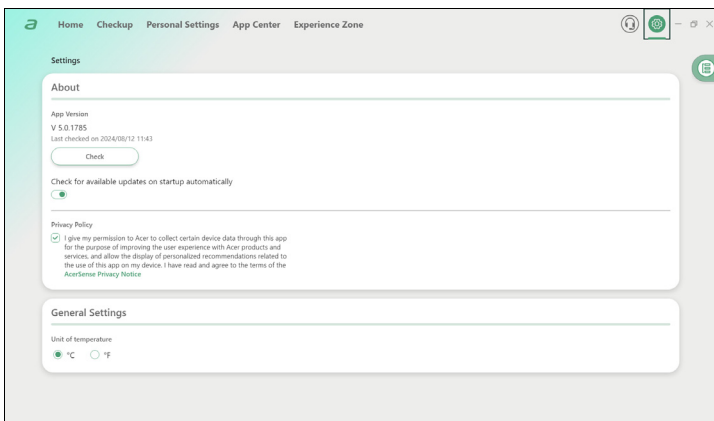 a Home Checkup Personal Settings App Center Experience Zone
Settings
About
App Version
V 5.0.1785
Last checked on 2024/08/12 11:43
Check
Check for available updates on startup automatically
Privacy Policy
I give my permission to Acer to collect certain device data through this app
for the purpose of improving the user experience with Acer products and
services, and allow the display of personalized recommendations related to
the use of this app on my device. I have read and agree to the terms of the
AcerSense Privacy Notice
General Settings
Unit of temperature
°C °F